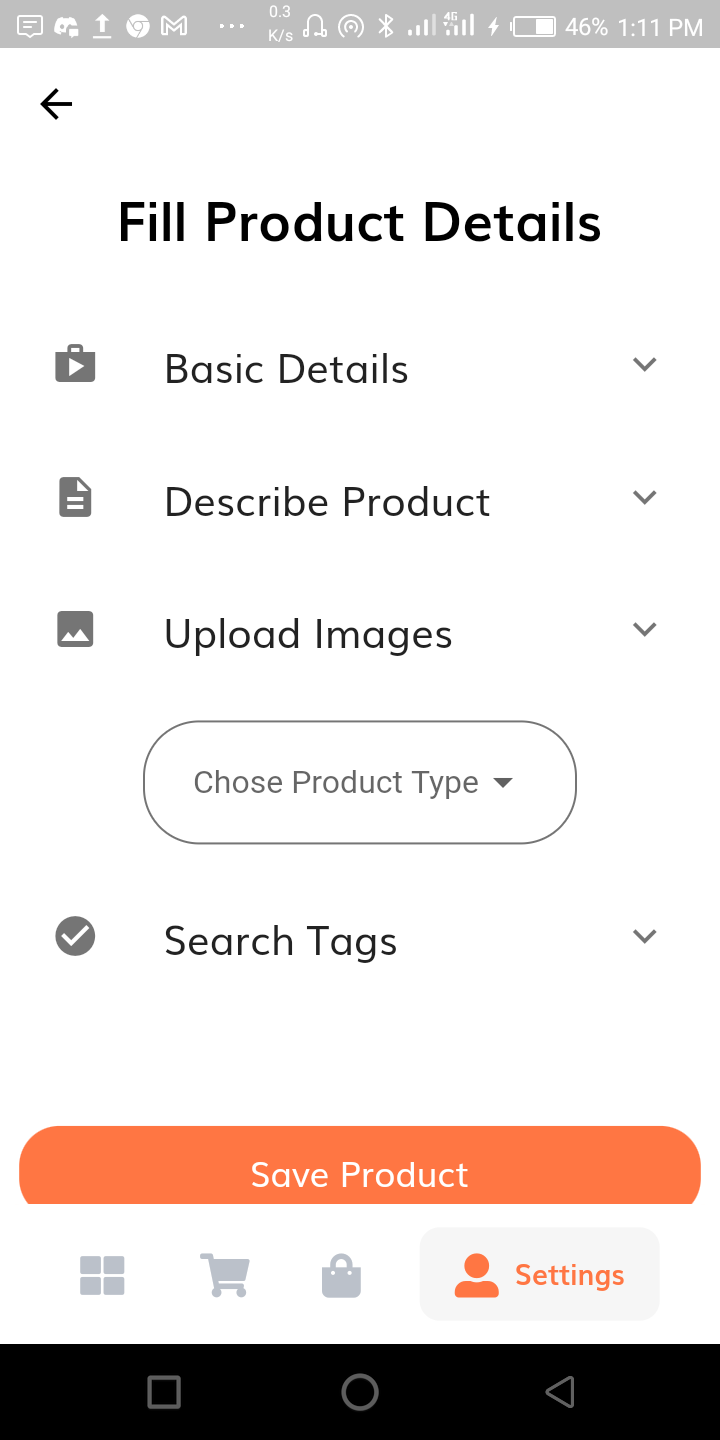 0.3
K/s
4G
46%
1:11 PM
Fill Product Details
Basic Details
Describe Product
Upload Images
Chose Product Type
Search Tags
Save Product
Settings